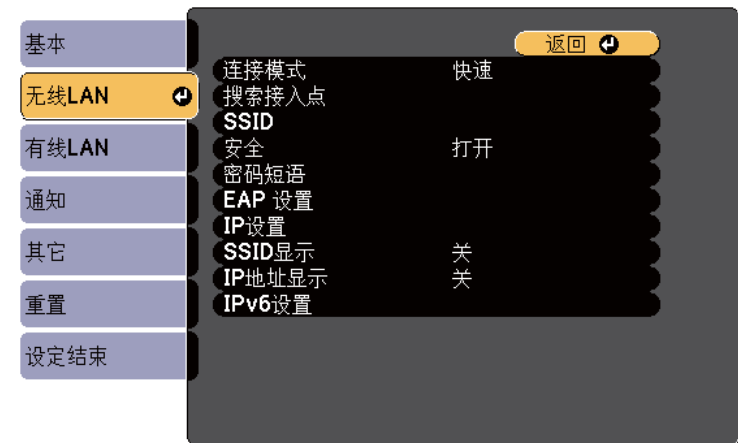 基本
无线LAN
有线LAN
通知
其它
重置
设定结束
返回
连接模式 快速
搜索接入点
SSID
安全 打开
密码短语
EAP 设置
IP设置
SSID显示 关
IP地址显示 关
IPv6设置